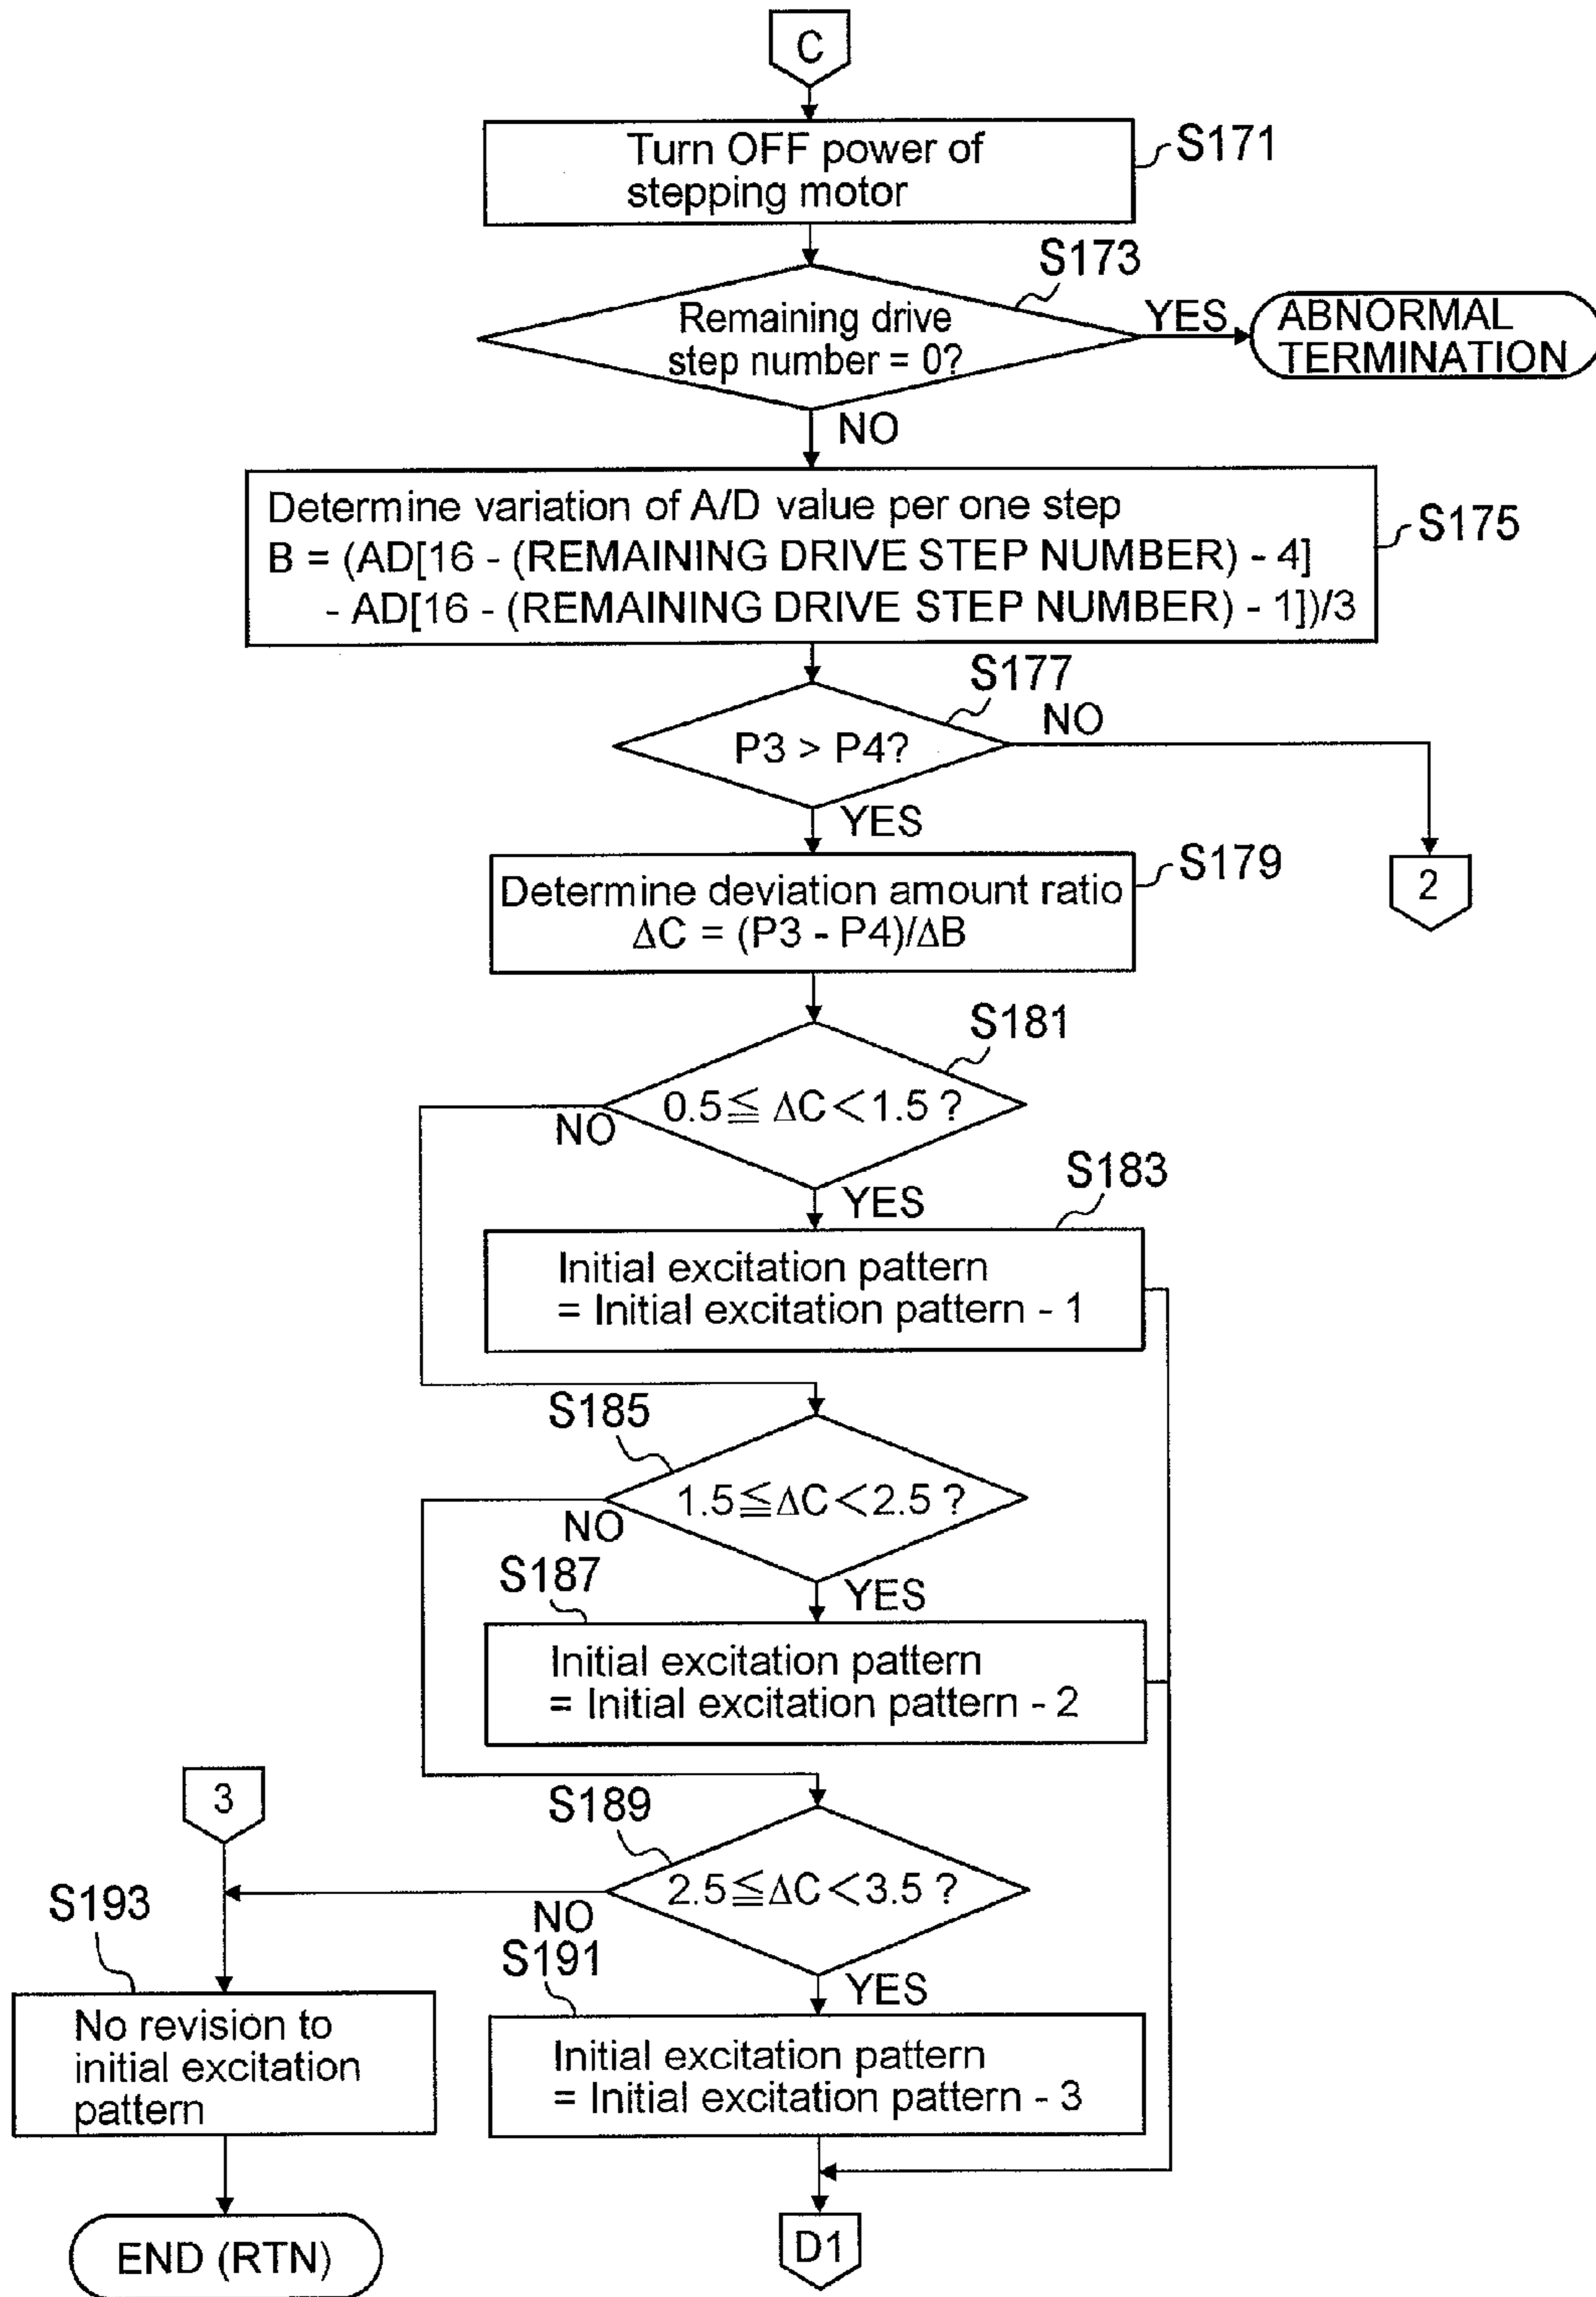 C
Turn OFF power of
stepping motor
S171
S173
Remaining drive
step number = 0?
YES
ABNORMAL
TERMINATION
NO
Determine variation of A/D value per one step
B = (AD[16 - (REMAINING DRIVE STEP NUMBER) - 4]
- AD[16 - (REMAINING DRIVE STEP NUMBER) - 1])/3
S175
S177
P3 > P4?
NO
YES
2
Determine deviation amount ratio
ΔC = (P3 - P4)/ΔB
S179
S181
0.5≦ ΔC<1.5 ?
NO
YES
S183
Initial excitation pattern
= Initial excitation pattern - 1
S185
1.5≦ΔC<2.5 ?
NO
YES
S187
Initial excitation pattern
= Initial excitation pattern - 2
3
S189
2.5≦ΔC<3.5 ?
NO
YES
S193
S191
No revision to
initial excitation
pattern
Initial excitation pattern
= Initial excitation pattern - 3
END (RTN)
D1